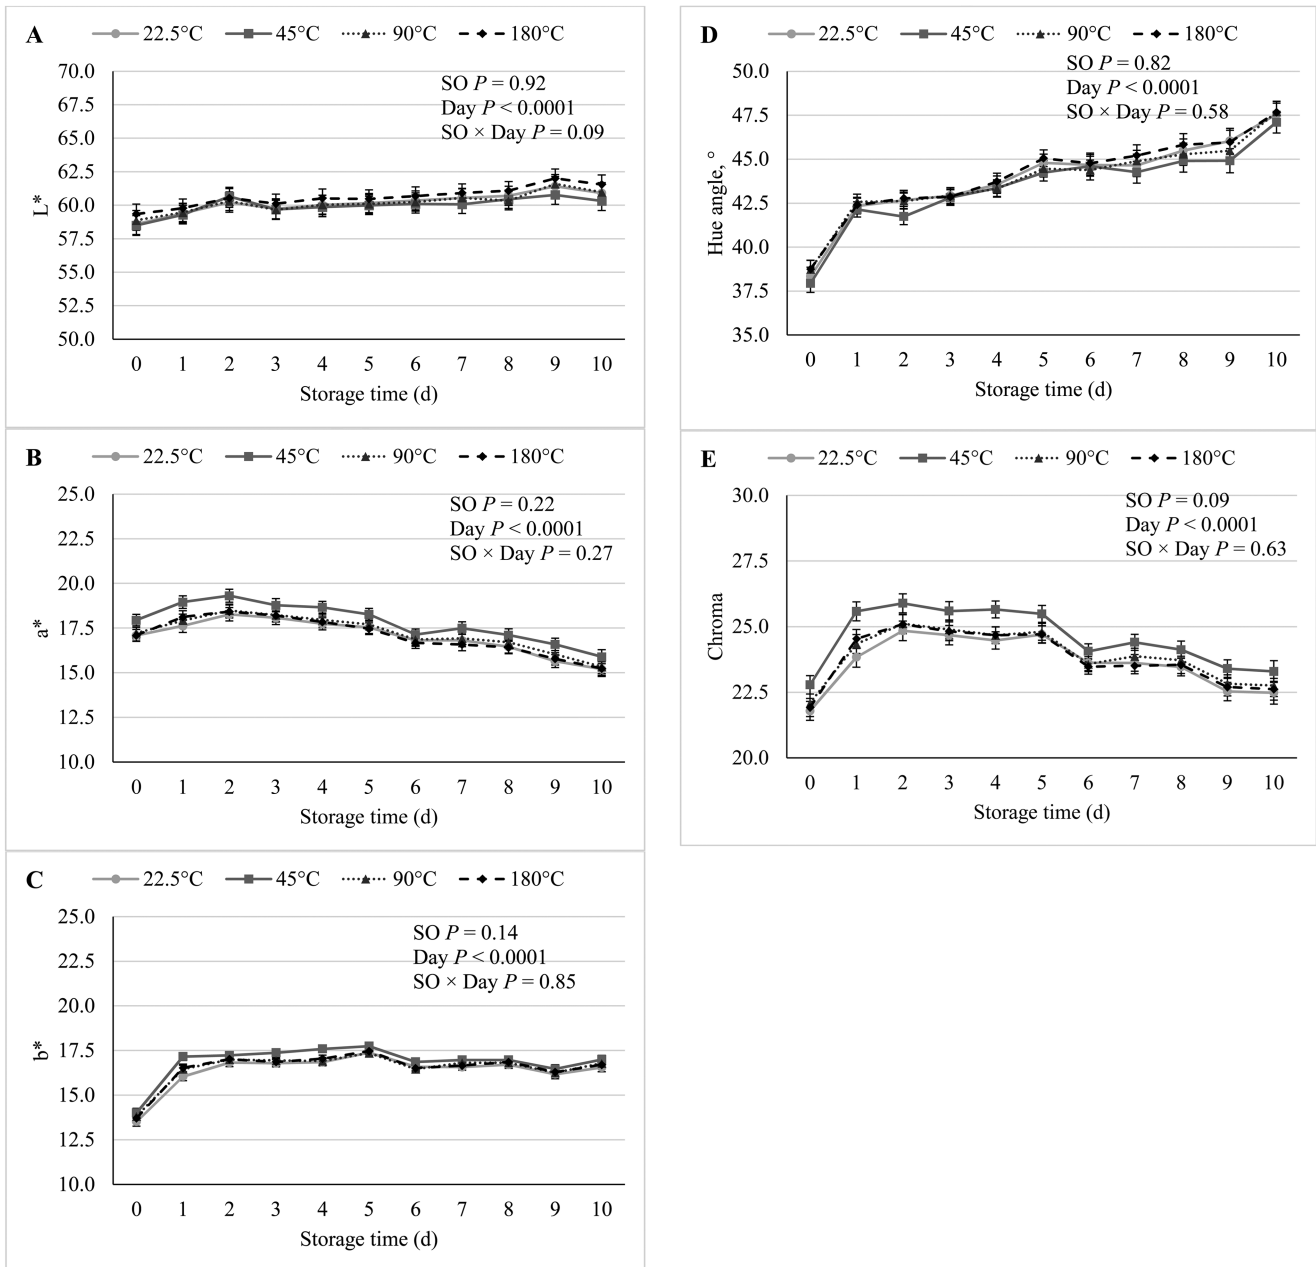 A
22.5°C 45°C 90°C 180°C
70.0
67.5
65.0
62.5
60.0
57.5
55.0
52.5
50.0
L*
SO P = 0.92
Day P < 0.0001
SO × Day P = 0.09
0 1 2 3 4 5 6 7 8 9 10
Storage time (d)
B
22.5°C 45°C 90°C 180°C
25.0
22.5
20.0
17.5
15.0
12.5
10.0
a*
SO P = 0.22
Day P < 0.0001
SO × Day P = 0.27
0 1 2 3 4 5 6 7 8 9 10
Storage time (d)
C
22.5°C 45°C 90°C 180°C
25.0
22.5
20.0
17.5
15.0
12.5
10.0
b*
SO P = 0.14
Day P < 0.0001
SO × Day P = 0.85
0 1 2 3 4 5 6 7 8 9 10
Storage time (d)
D
22.5°C 45°C 90°C 180°C
50.0
47.5
45.0
42.5
40.0
37.5
35.0
Hue angle, °
SO P = 0.82
Day P < 0.0001
SO × Day P = 0.58
0 1 2 3 4 5 6 7 8 9 10
Storage time (d)
E
22.5°C 45°C 90°C 180°C
30.0
27.5
25.0
22.5
20.0
Chroma
SO P = 0.09
Day P < 0.0001
SO × Day P = 0.63
0 1 2 3 4 5 6 7 8 9 10
Storage time (d)